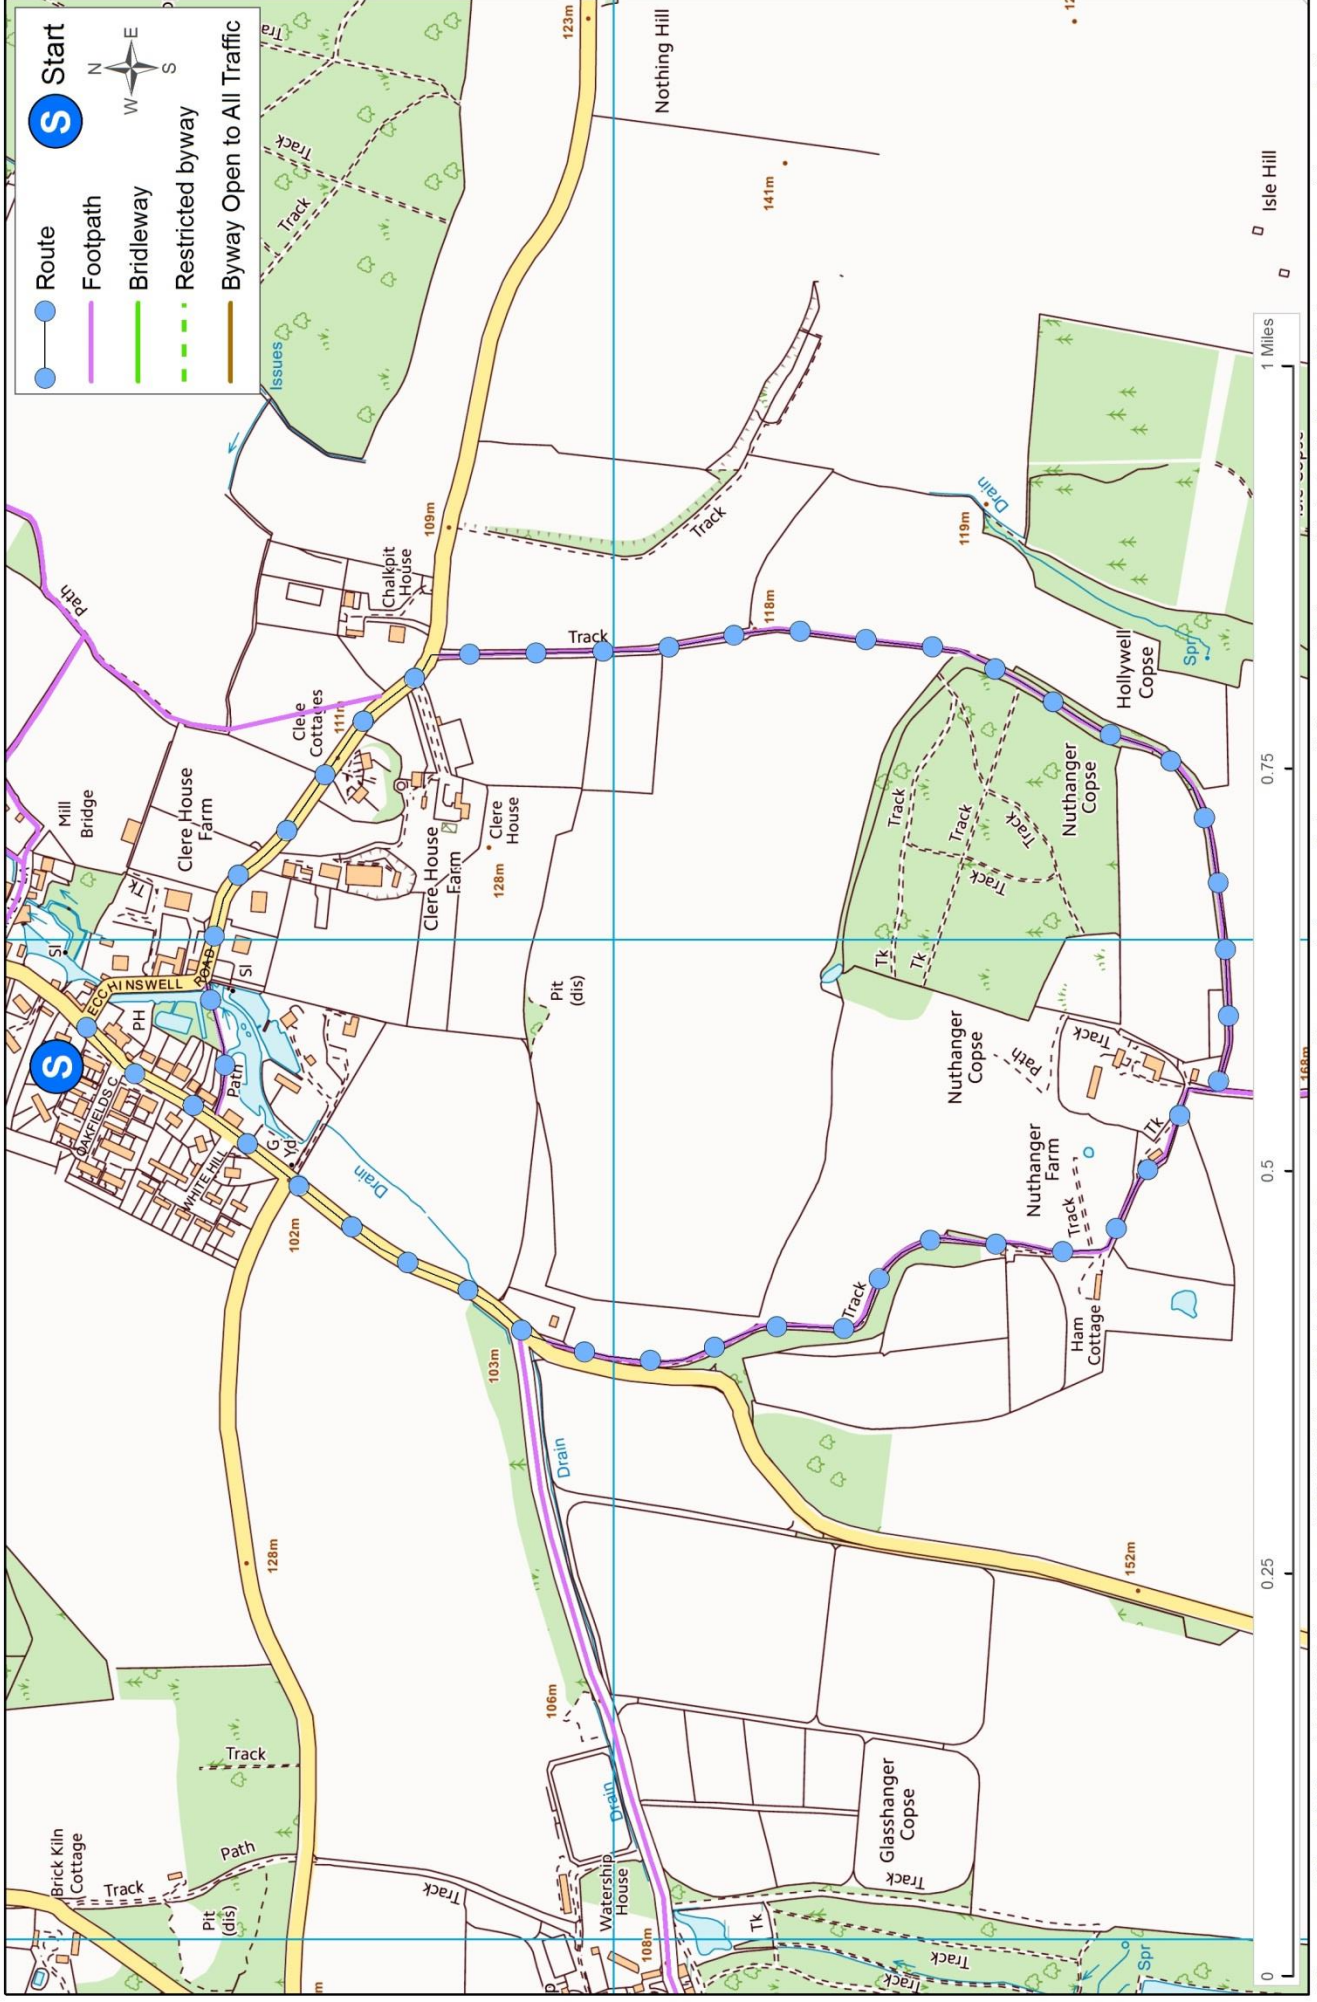 S Start
N
W E
S
Route
Footpath
Bridleway
Restricted byway
Byway Open to All Traffic
Brick Kiln
Cottage
Track
Path
Pit
(dis)
Track
128m
Track
Watership
House
108m
Drain
106m
Drain
Tk
Track
Track
Track
Spr
Glasshanger
Copse
152m
103m
102m
Drain
S
OAKFIELDS C
WHITE HILL
G
Yd
PH
ECCHINSWELL
ROAD
Path
Sl
Sl
Mill
Bridge
Tk
Clere House
Farm
Path
Clere
Cottages
111m
Clere House
Farm
Clere
House
128m
Pit
(dis)
Chalkpit
House
109m
Issues
Track
Track
Tra
123m
Nothing Hill
141m
12
Isle Hill
Track
Track
118m
119m
Drain
Spr
Hollywell
Copse
Nuthanger
Copse
Track
Track
Track
Track
Tk
Tk
Nuthanger
Copse
Path
Track
Nuthanger
Farm
Track
Tk
Ham
Cottage
Track
168m
0
0.25
0.5
0.75
1 Miles